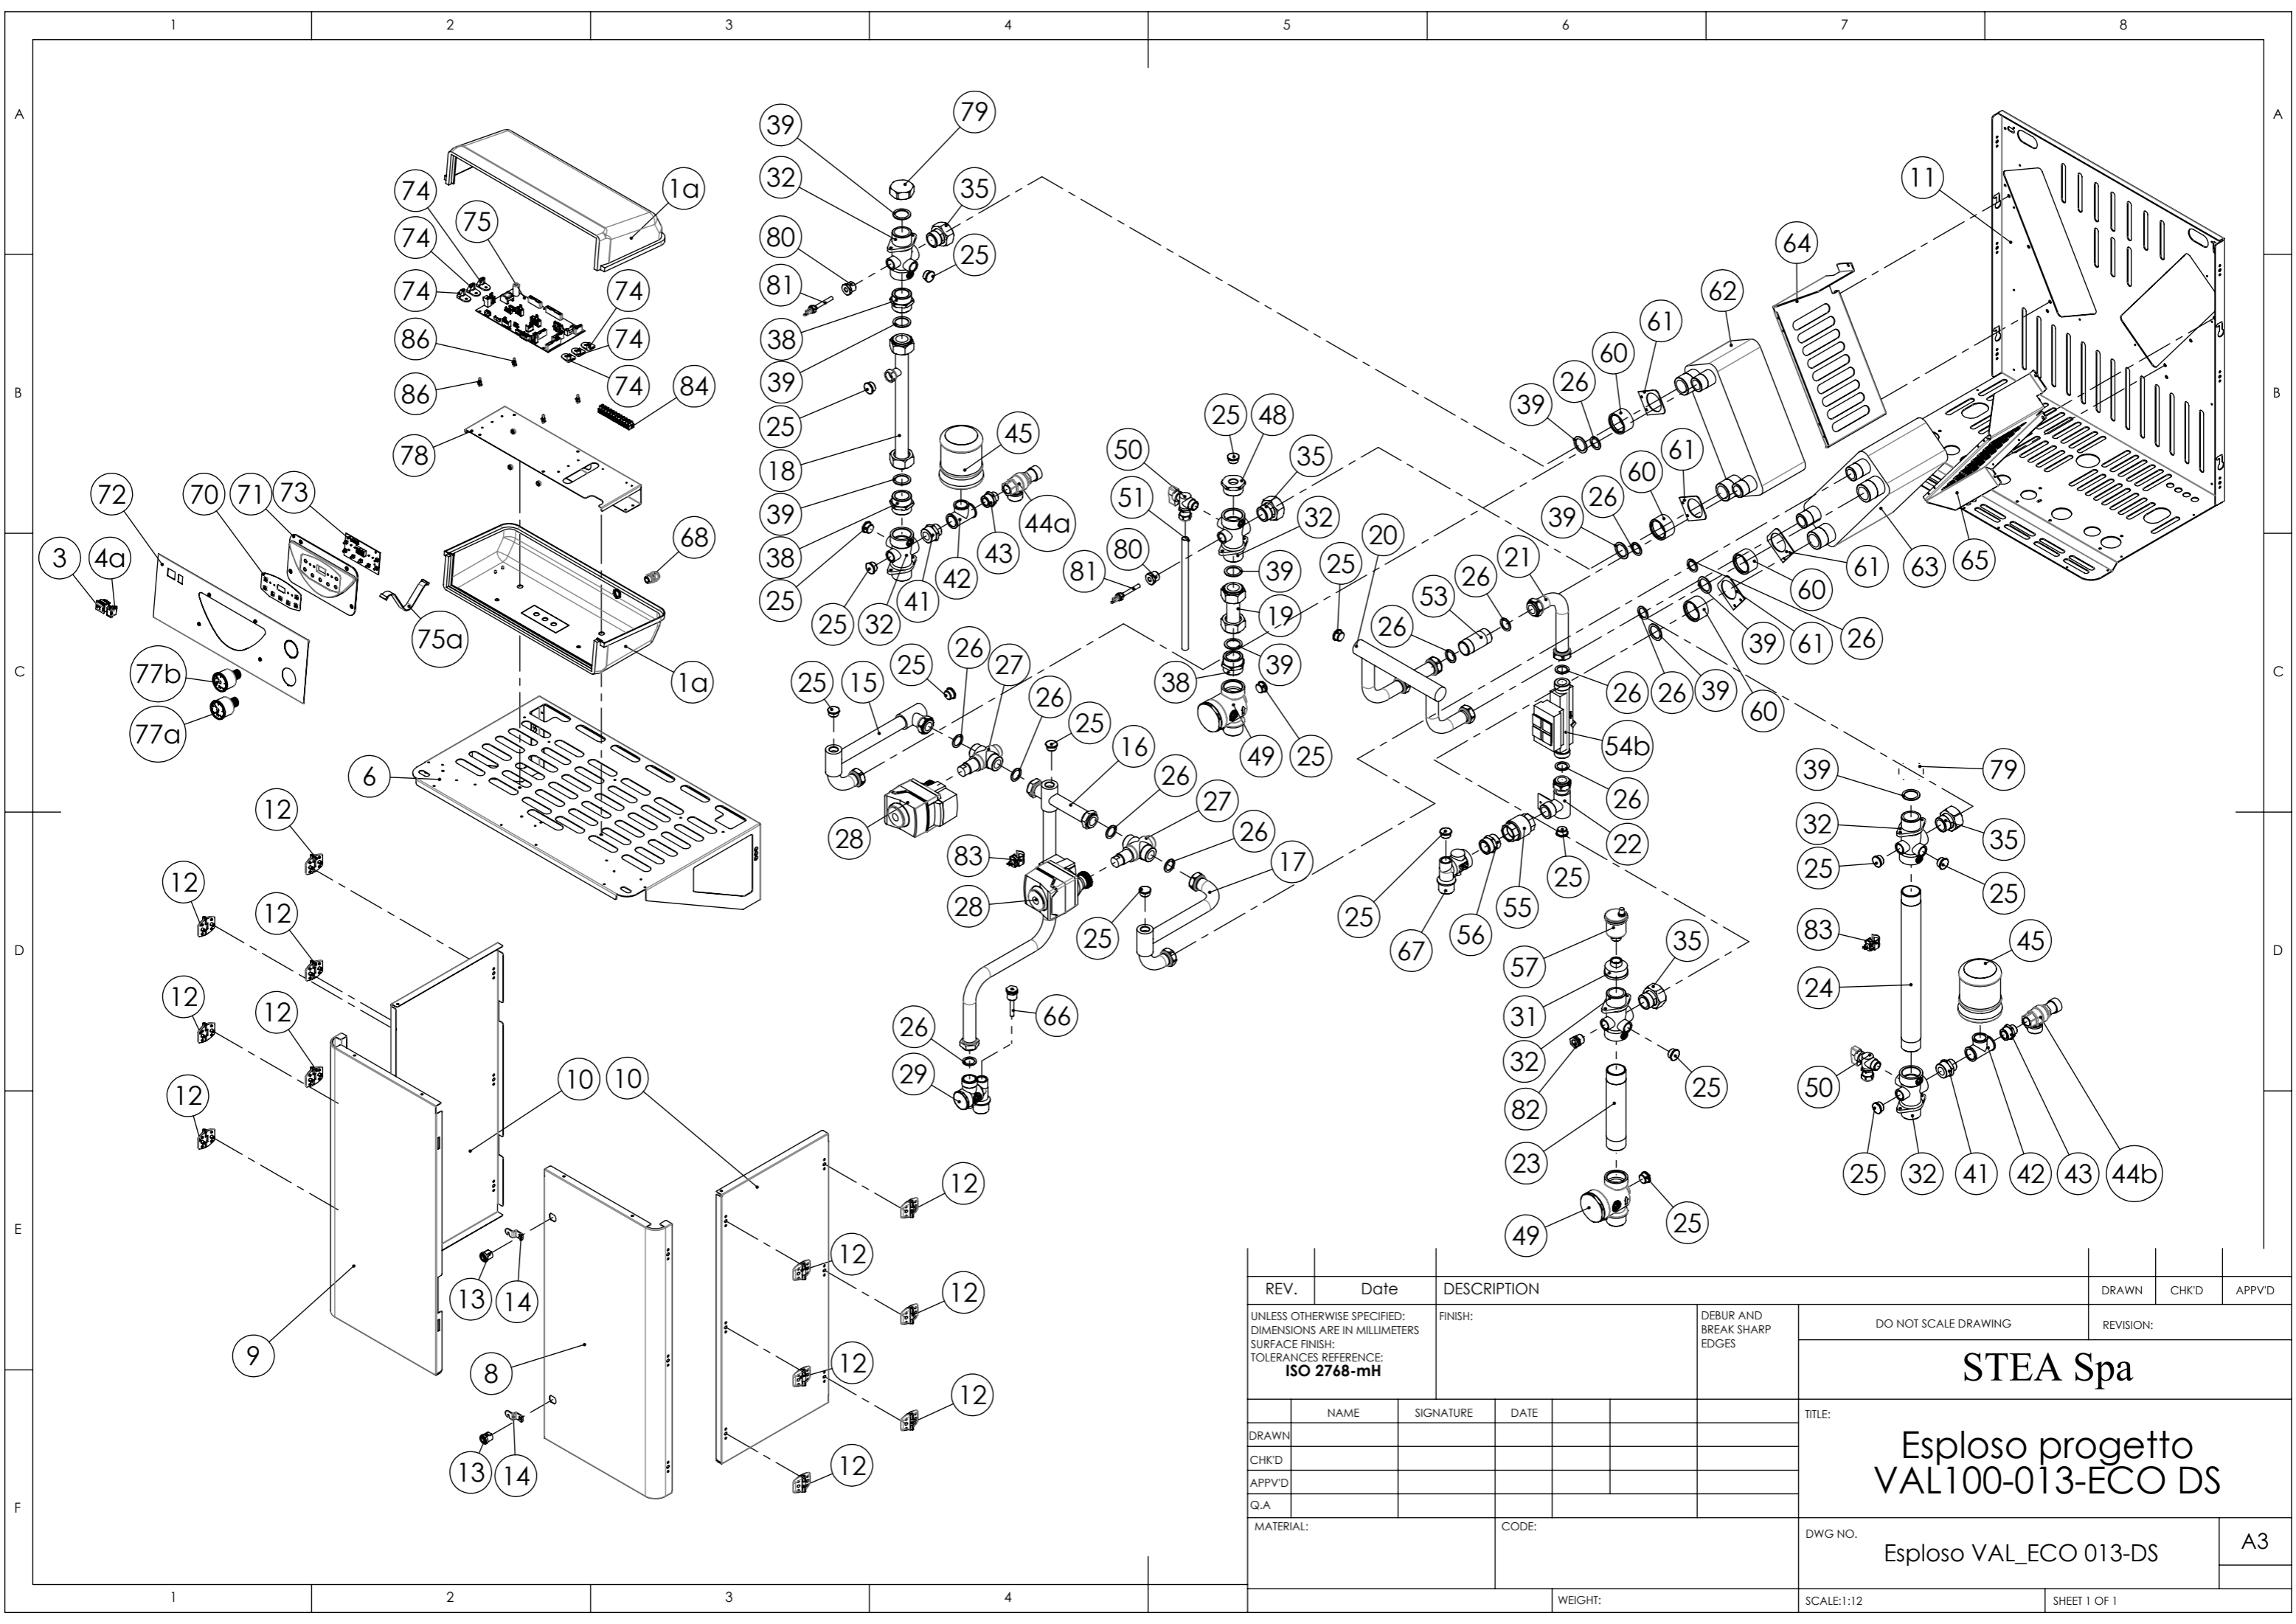 1 2 3 4 5 6 7 8
A A
39 79
32 35
74 1a 11
75
74 80 25 64
74 74 81 62
86 74 38 61
86 74 84 39 60
B B
26
25 39
45 25 48
78 18 50 35 61
72 70 71 73 39 44a 51 60
26
3 4a 68 38 43 80 32 20 39
42 81 25 21
25 41 39 26 61 63 65
25 32 53 60
75a 26 27 19 26 39 61 26
C C
77b 1a 25 15 25 38 39 26 26 39
77a 26 25 25 60
16 49 25 54b
6 39 79
26 27 26
12 28 32 35
83 26 22
12 12 28 17 25 25 25
25 25 67 56 55
D D
57 35 83 45
12 12 31 24
26 66
32 50
12 29 10 10 82 25
23 25 32 41 42 43 44b
12
E E
12 49 25
12
13 14
9 8 12
12
13 14 12
F
1 2 3 4
REV. Date DESCRIPTION DRAWN CHK'D APPV'D
UNLESS OTHERWISE SPECIFIED:
DIMENSIONS ARE IN MILLIMETERS
SURFACE FINISH:
TOLERANCES REFERENCE:
ISO 2768-mH
FINISH:
DEBUR AND
BREAK SHARP
EDGES
DO NOT SCALE DRAWING
REVISION:
STEA Spa
NAME SIGNATURE DATE
DRAWN
CHK'D
APPV'D
Q.A
TITLE:
Esploso progetto
VAL100-013-ECO DS
MATERIAL:
CODE:
DWG NO.
Esploso VAL_ECO 013-DS
A3
WEIGHT:
SCALE:1:12
SHEET 1 OF 1